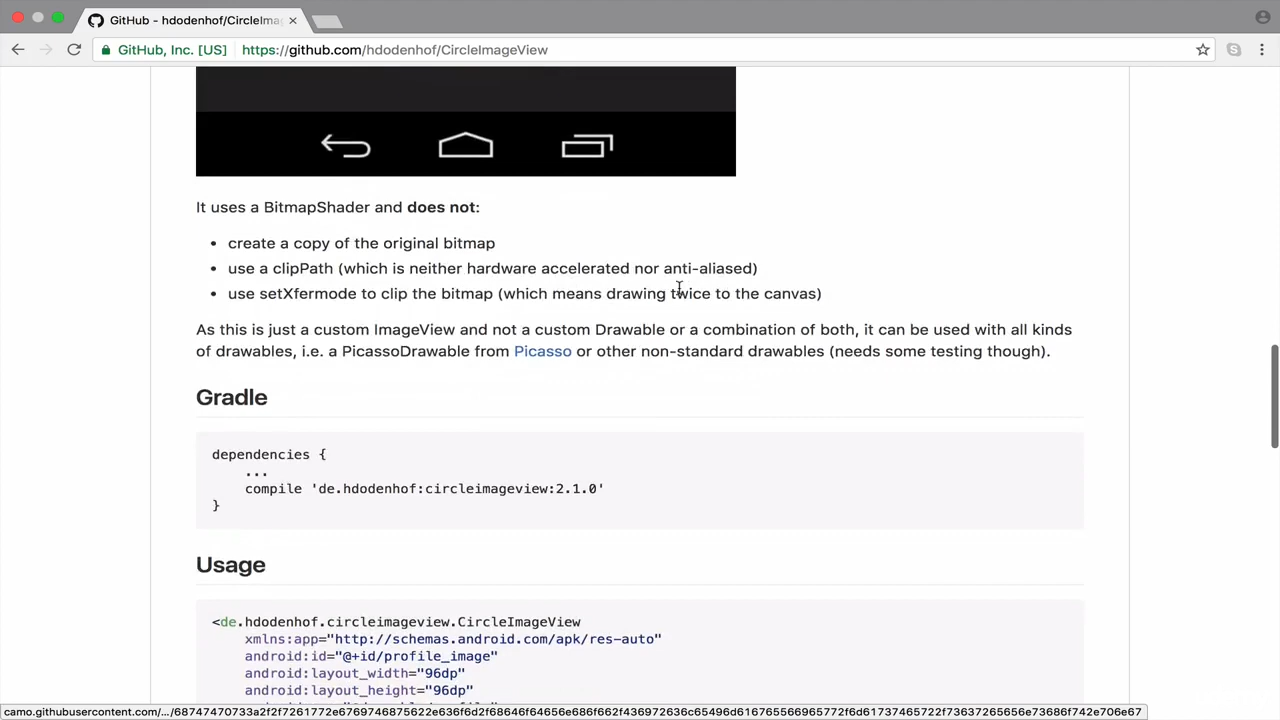 GitHub - hdodenhof/CircleIma
GitHub, Inc. [US] https://github.com/hdodenhof/CircleImageView
It uses a BitmapShader and does not:
• create a copy of the original bitmap
• use a clipPath (which is neither hardware accelerated nor anti-aliased)
• use setXfermode to clip the bitmap (which means drawing twice to the canvas)
As this is just a custom ImageView and not a custom Drawable or a combination of both, it can be used with all kinds
of drawables, i.e. a PicassoDrawable from Picasso or other non-standard drawables (needs some testing though).
Gradle
dependencies {
...
compile 'de.hdodenhof:circleimageview:2.1.0'
}
Usage
<de.hdodenhof.circleimageview.CircleImageView
xmlns:app="http://schemas.android.com/apk/res-auto"
android:id="@+id/profile_image"
android:layout_width="96dp"
android:layout_height="96dp"